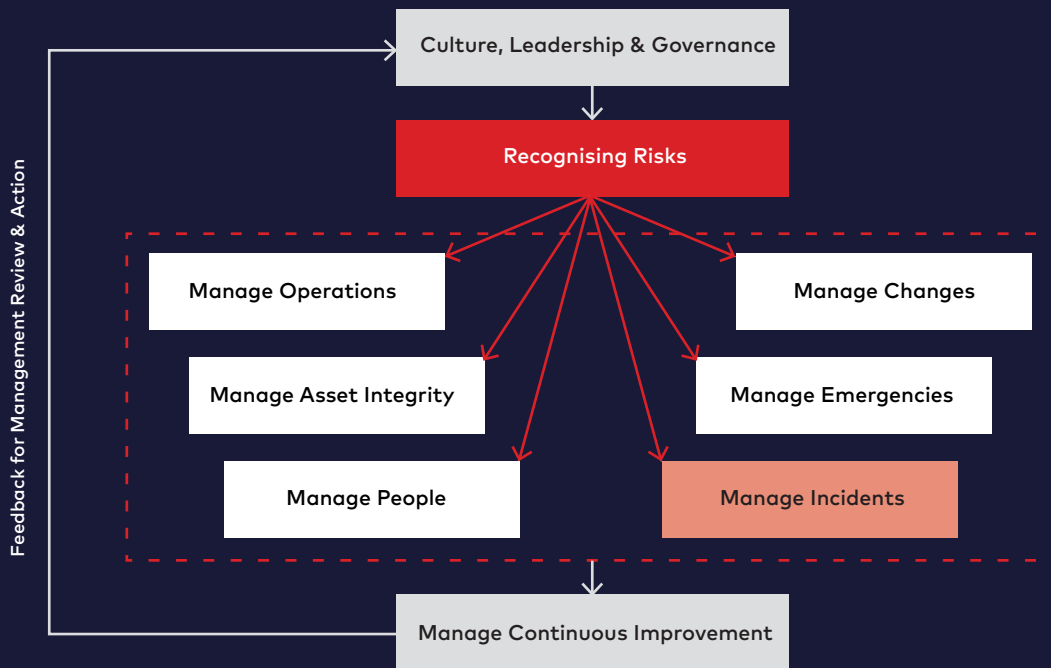 Culture, Leadership & Governance
Recognising Risks
Manage Operations
Manage Changes
Manage Asset Integrity
Manage Emergencies
Manage People
Manage Incidents
Manage Continuous Improvement
Feedback for Management Review & Action